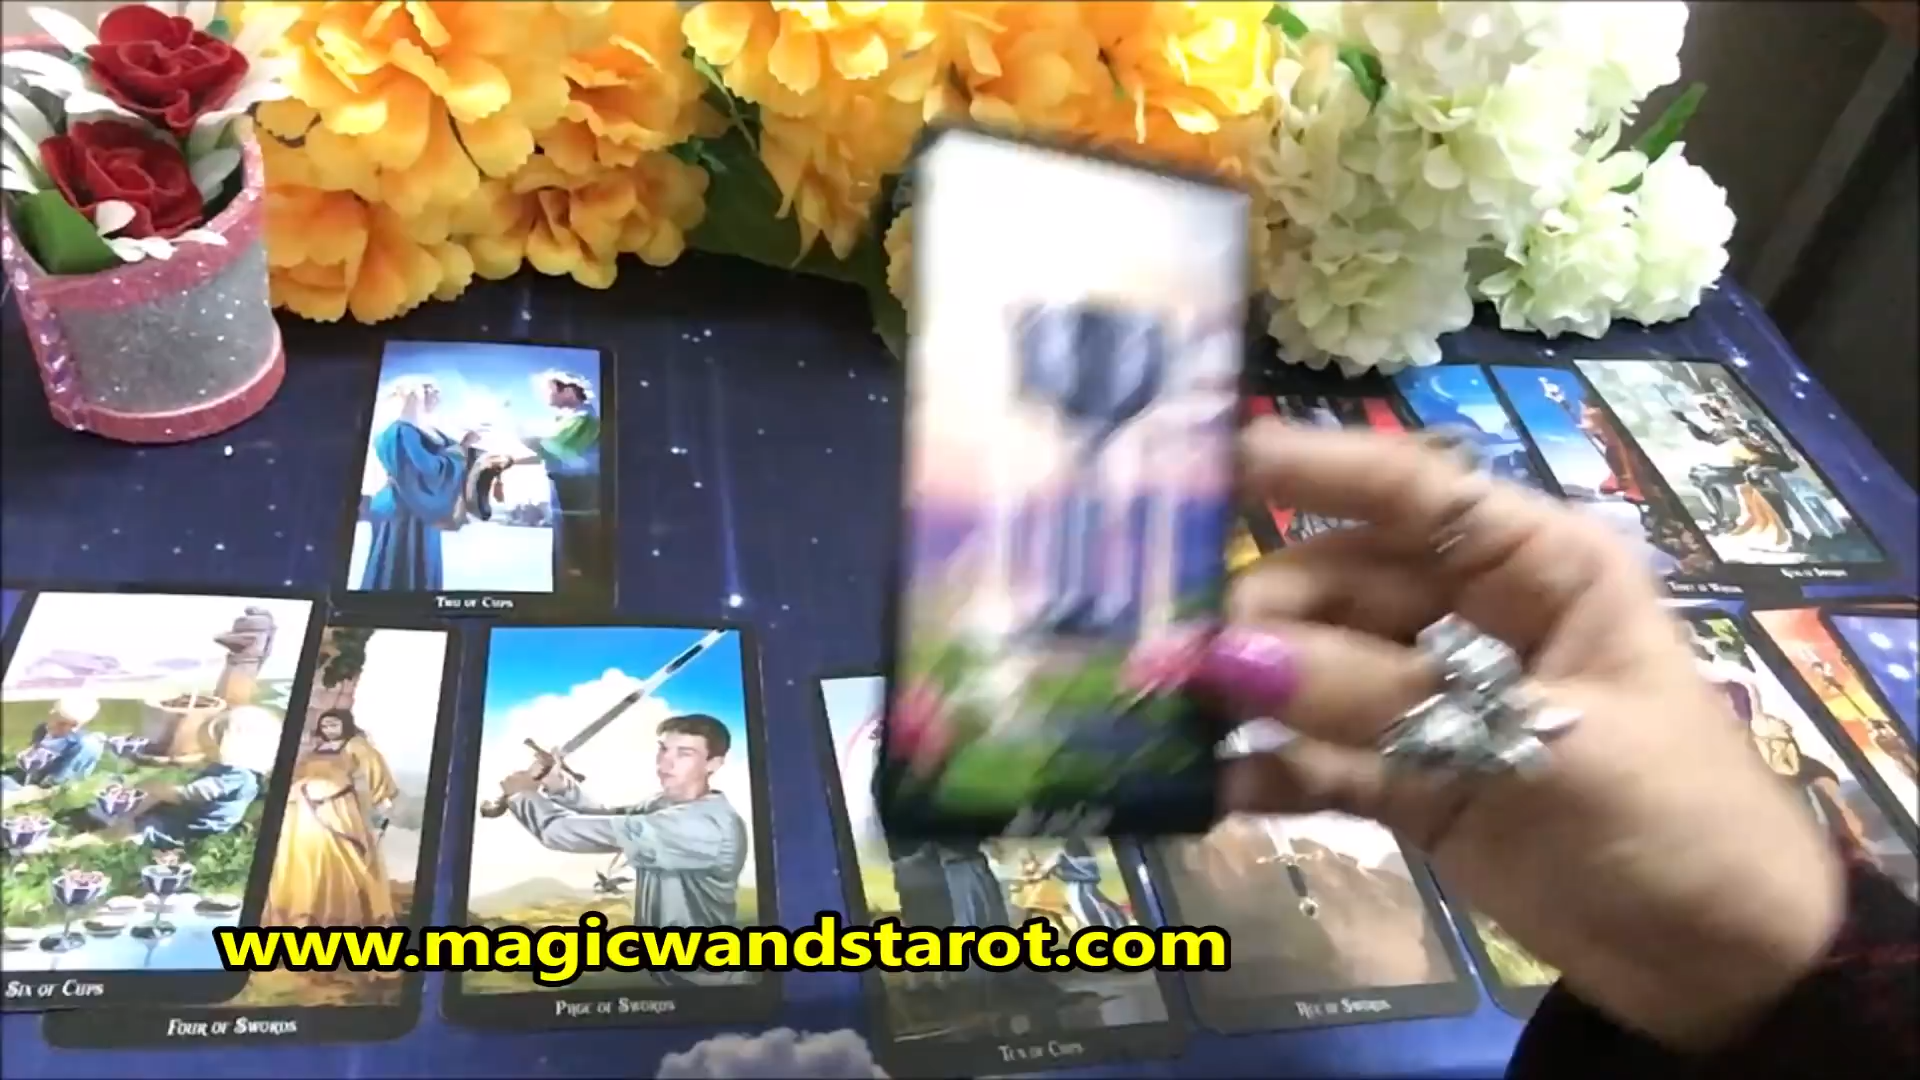 Two of Cups
King of Swords
Six of Cups
Four of Swords
Page of Swords
Ten of Cups
Ace of Swords
www.magicwandstarot.com